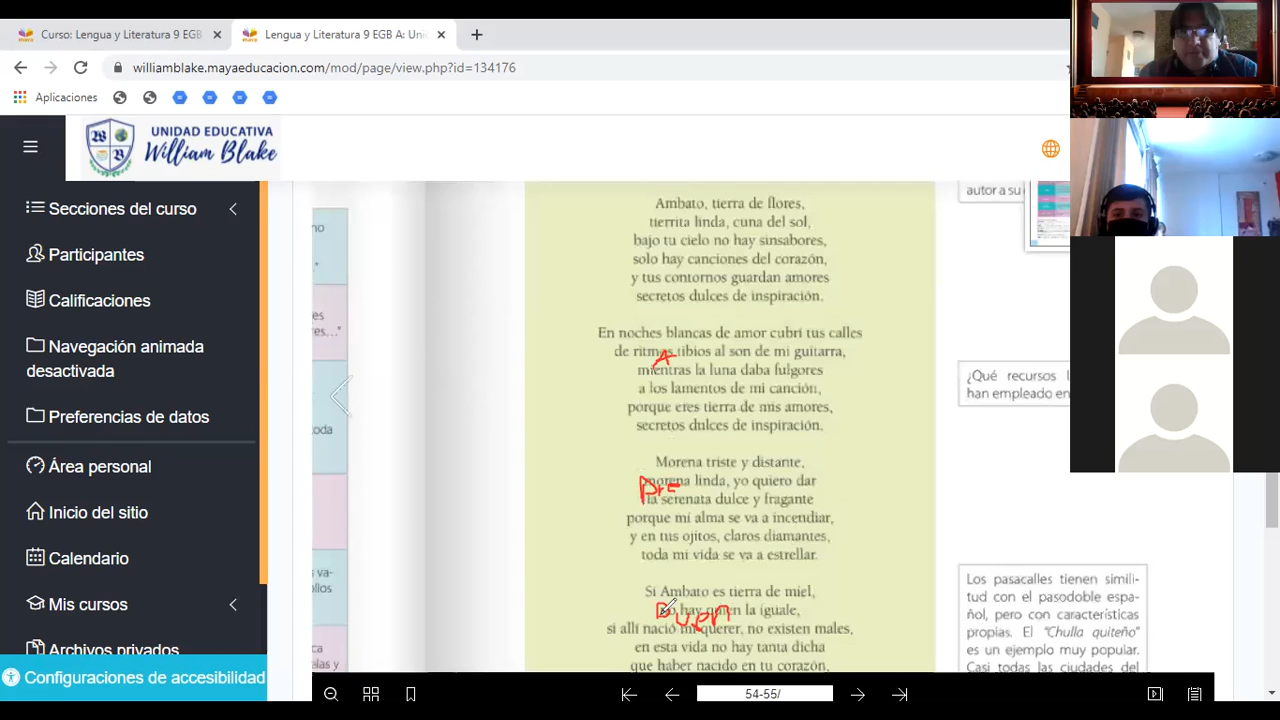 Curso: Lengua y Literatura 9 EGB
Lengua y Literatura 9 EGB A: Uni
williamblake.mayaeducacion.com/mod/page/view.php?id=134176
Aplicaciones
UNIDAD EDUCATIVA
William Blake
Secciones del curso
Participantes
Calificaciones
Navegación animada
desactivada
Preferencias de datos
Área personal
Inicio del sitio
Calendario
Mis cursos
Archivos privados
Configuraciones de accesibilidad
Ambato, tierra de flores,
tierrita linda, cuna del sol,
bajo tu cielo no hay sinsabores,
solo hay canciones del corazón,
y tus contornos guardan amores
secretos dulces de inspiración.
En noches blancas de amor cubrí tus calles
de ritmos tibios al son de mi guitarra,
mientras la luna daba fulgores
a los lamentos de mi canción,
porque eres tierra de mis amores,
secretos dulces de inspiración.
Morena triste y distante,
morena linda, yo quiero dar
la serenata dulce y fragante
porque mi alma se va a incendiar,
y en tus ojitos, claros diamantes,
toda mi vida se va a estrellar.
Si Ambato es tierra de miel,
no hay quien la iguale,
si allí nació mi querer, no existen males,
en esta vida no hay tanta dicha
que haber nacido en tu corazón,
A
Pre
Buen
autor a su
¿Qué recursos
han empleado en
Los pasacalles tienen simili-
tud con el pasodoble espa-
ñol, pero con características
propias. El "Chulla quiteño"
es un ejemplo muy popular.
Casi todas las ciudades del
54-55/